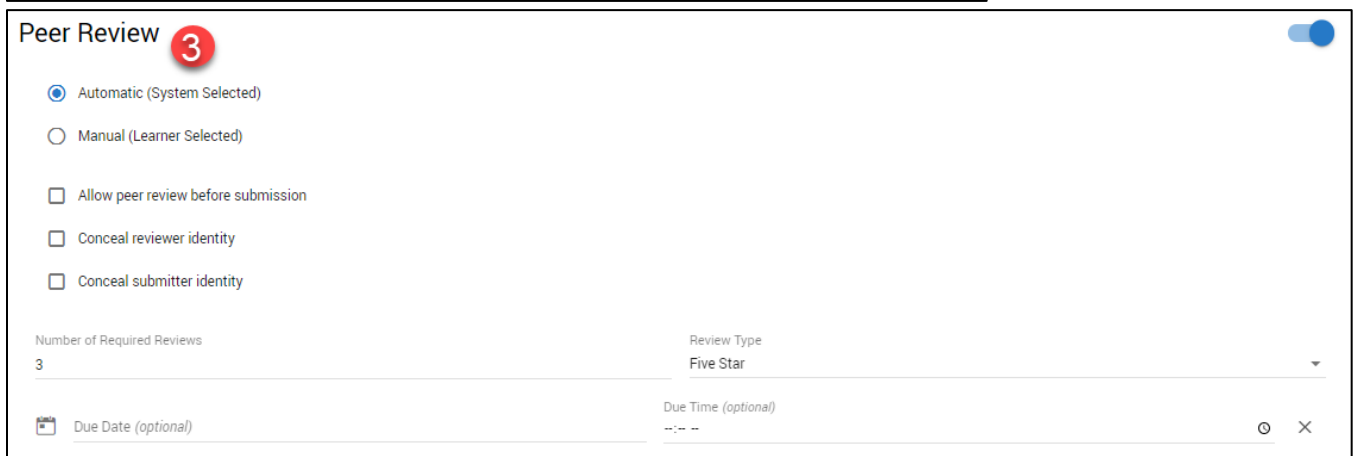 Peer Review 3
Automatic (System Selected)
Manual (Learner Selected)
Allow peer review before submission
Conceal reviewer identity
Conceal submitter identity
Number of Required Reviews
3
Review Type
Five Star
Due Date (optional)
Due Time (optional)
--:-- --